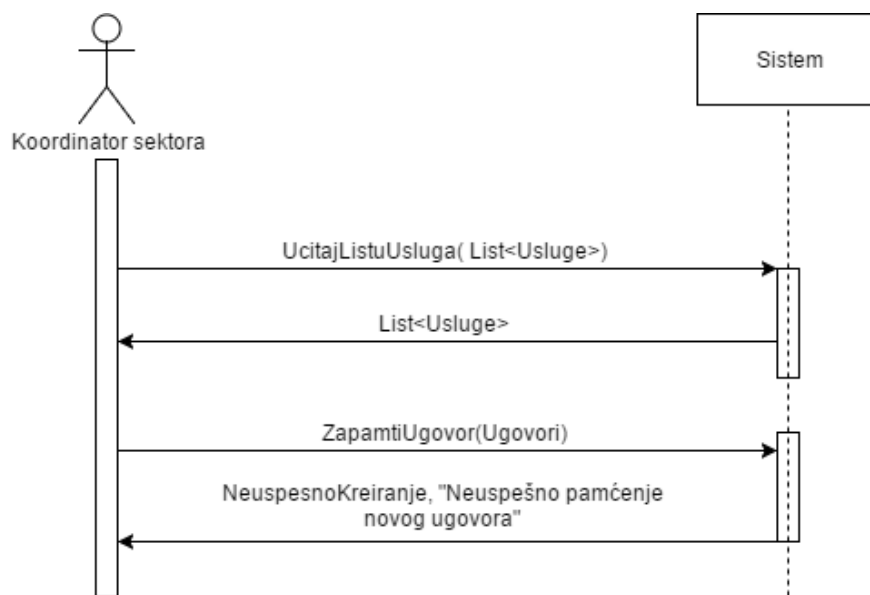 Sistem
Koordinator sektora
UcitajListuUsluga( List<Usluge>)
List<Usluge>
ZapamtiUgovor(Ugovori)
NeuspesnoKreiranje, "Neuspešno pamćenje
novog ugovora"